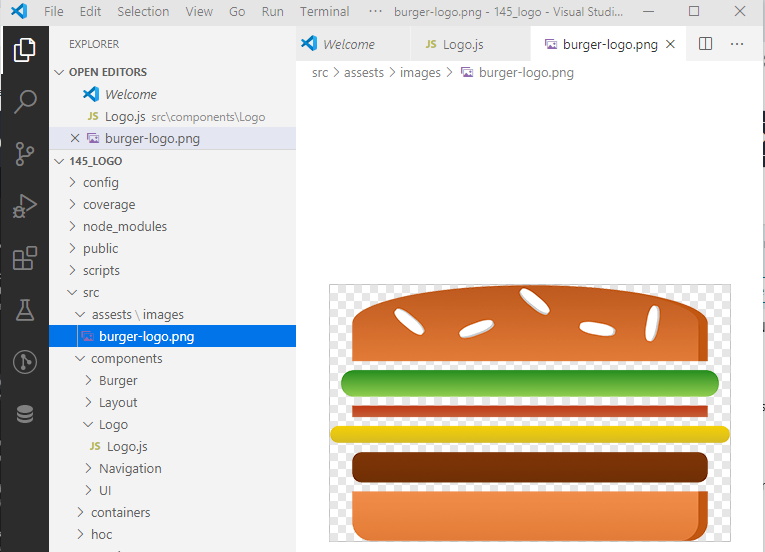 File Edit Selection View Go Run Terminal ··· burger-logo.png - 145_logo - Visual Studi...
EXPLORER
Welcome
JS Logo.js
burger-logo.png
···
src > assests > images > burger-logo.png
OPEN EDITORS
Welcome
JS Logo.js src\components\Logo
burger-logo.png
145_LOGO
config
coverage
node_modules
public
scripts
src
assests \ images
burger-logo.png
components
Burger
Layout
Logo
JS Logo.js
Navigation
UI
containers
hoc